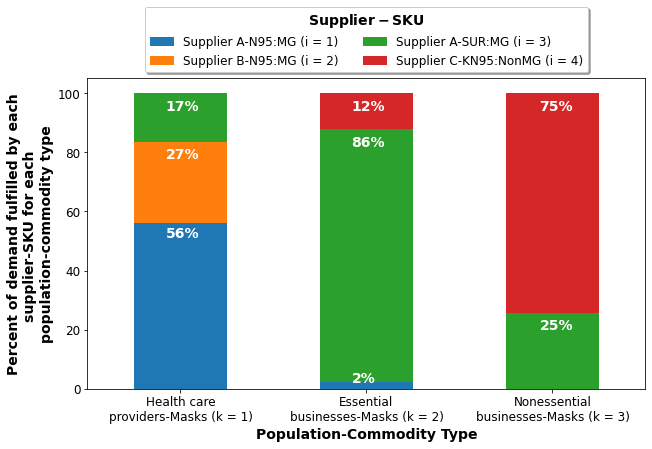 Supplier − SKU
Supplier A-N95:MG (i = 1)
Supplier B-N95:MG (i = 2)
Supplier A-SUR:MG (i = 3)
Supplier C-KN95:NonMG (i = 4)
Percent of demand fulfilled by each
supplier-SKU for each
population-commodity type
100
80
60
40
20
0
17%
27%
56%
12%
86%
2%
75%
25%
Health care
providers-Masks (k = 1)
Essential
businesses-Masks (k = 2)
Nonessential
businesses-Masks (k = 3)
Population-Commodity Type